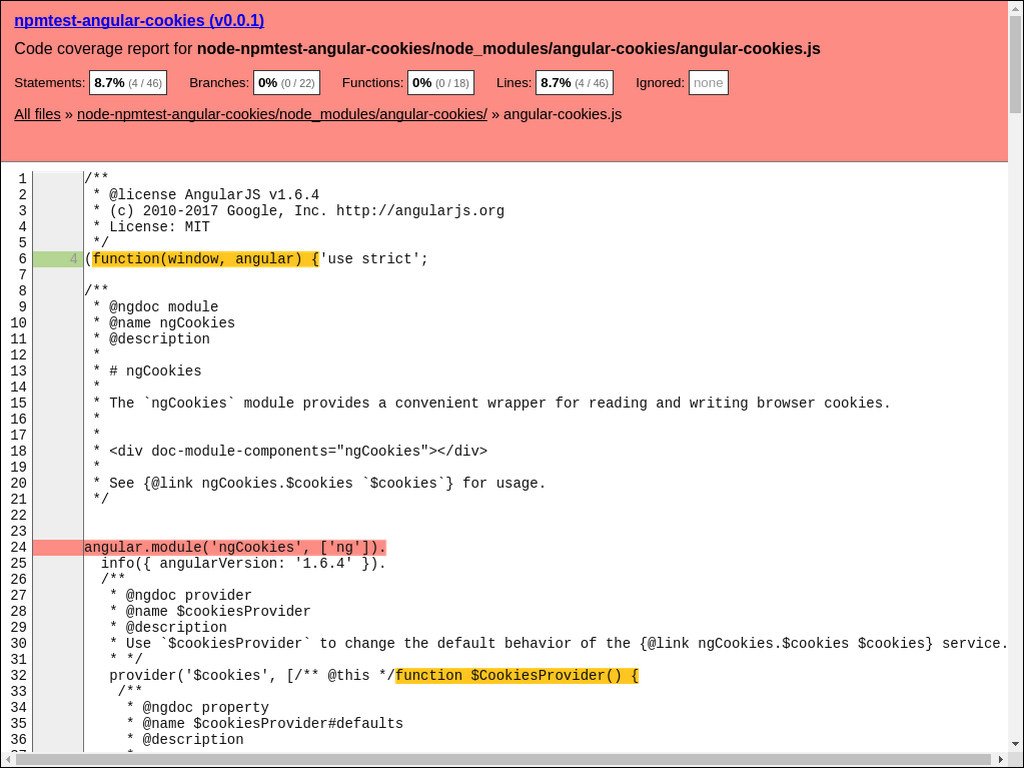 npmtest-angular-cookies (v0.0.1)
Code coverage report for node-npmtest-angular-cookies/node_modules/angular-cookies/angular-cookies.js
Statements: 8.7% (4 / 46) Branches: 0% (0 / 22) Functions: 0% (0 / 18) Lines: 8.7% (4 / 46) Ignored: none
All files » node-npmtest-angular-cookies/node_modules/angular-cookies/ » angular-cookies.js
1 /**
2  * @license AngularJS v1.6.4
3  * (c) 2010-2017 Google, Inc. http://angularjs.org
4  * License: MIT
5  */
6 4 (function(window, angular) {'use strict';
7
8 /**
9  * @ngdoc module
10  * @name ngCookies
11  * @description
12  *
13  * # ngCookies
14  *
15  * The `ngCookies` module provides a convenient wrapper for reading and writing browser cookies.
16  *
17  *
18  * <div doc-module-components="ngCookies"></div>
19  *
20  * See {@link ngCookies.$cookies `$cookies`} for usage.
21  */
22
23
24 angular.module('ngCookies', ['ng']).
25   info({ angularVersion: '1.6.4' }).
26   /**
27    * @ngdoc provider
28    * @name $cookiesProvider
29    * @description
30    * Use `$cookiesProvider` to change the default behavior of the {@link ngCookies.$cookies $cookies} service.
31    * */
32    provider('$cookies', [/** @this */function $CookiesProvider() {
33     /**
34      * @ngdoc property
35      * @name $cookiesProvider#defaults
36      * @description